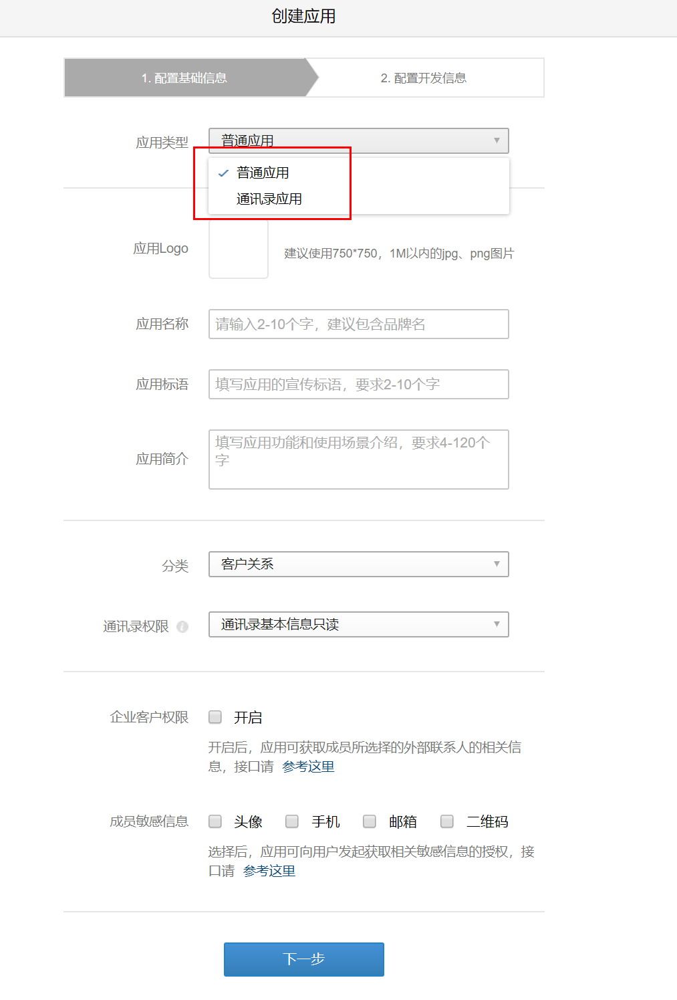 创建应用
1. 配置基础信息
2. 配置开发信息
应用类型
普通应用
普通应用
通讯录应用
应用Logo
建议使用750*750，1M以内的jpg、png图片
应用名称
请输入2-10个字，建议包含品牌名
应用标语
填写应用的宣传标语，要求2-10个字
应用简介
填写应用功能和使用场景介绍，要求4-120个
字
分类
客户关系
通讯录权限
通讯录基本信息只读
企业客户权限
开启
开启后，应用可获取成员所选择的外部联系人的相关信
息，接口请 参考这里
成员敏感信息
头像 手机 邮箱 二维码
选择后，应用可向用户发起获取相关敏感信息的授权，接
口请 参考这里
下一步